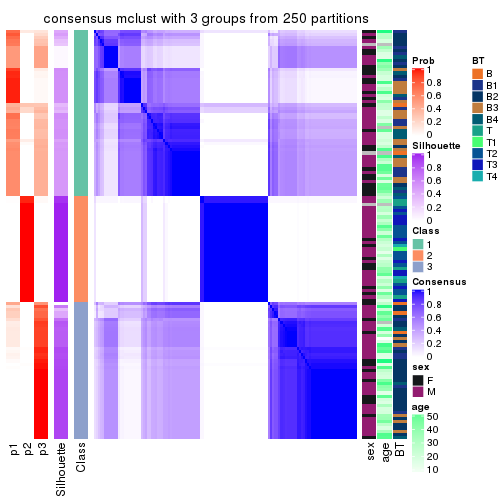 consensus mclust with 3 groups from 250 partitions
Prob
1
0.8
0.6
0.4
0.2
0
Silhouette
1
0.8
0.6
0.4
0.2
0
Class
1
2
3
Consensus
1
0.8
0.6
0.4
0.2
0
sex
F
M
age
50
40
30
20
10
BT
B
B1
B2
B3
B4
T
T1
T2
T3
T4
p1
p2
p3
Silhouette
Class
sex
age
BT